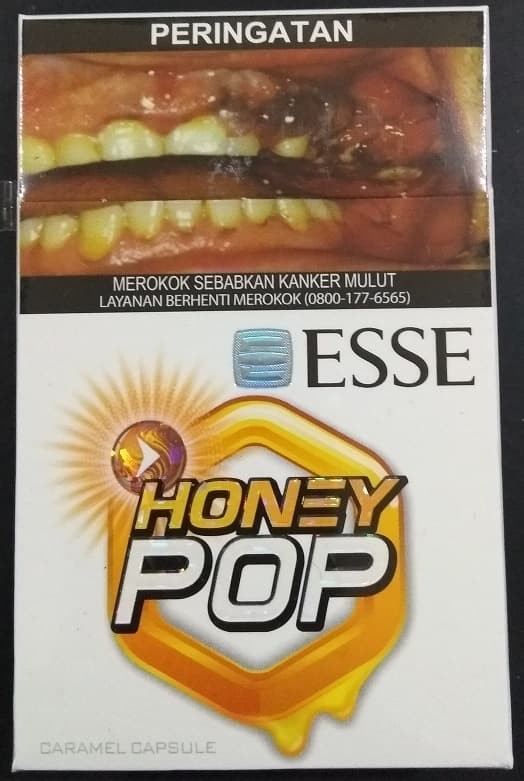 PERINGATAN
MEROKOK SEBABKAN KANKER MULUT
LAYANAN BERHENTI MEROKOK (0800-177-6565)
ESSE
HONEY
POP
CARAMEL CAPSULE